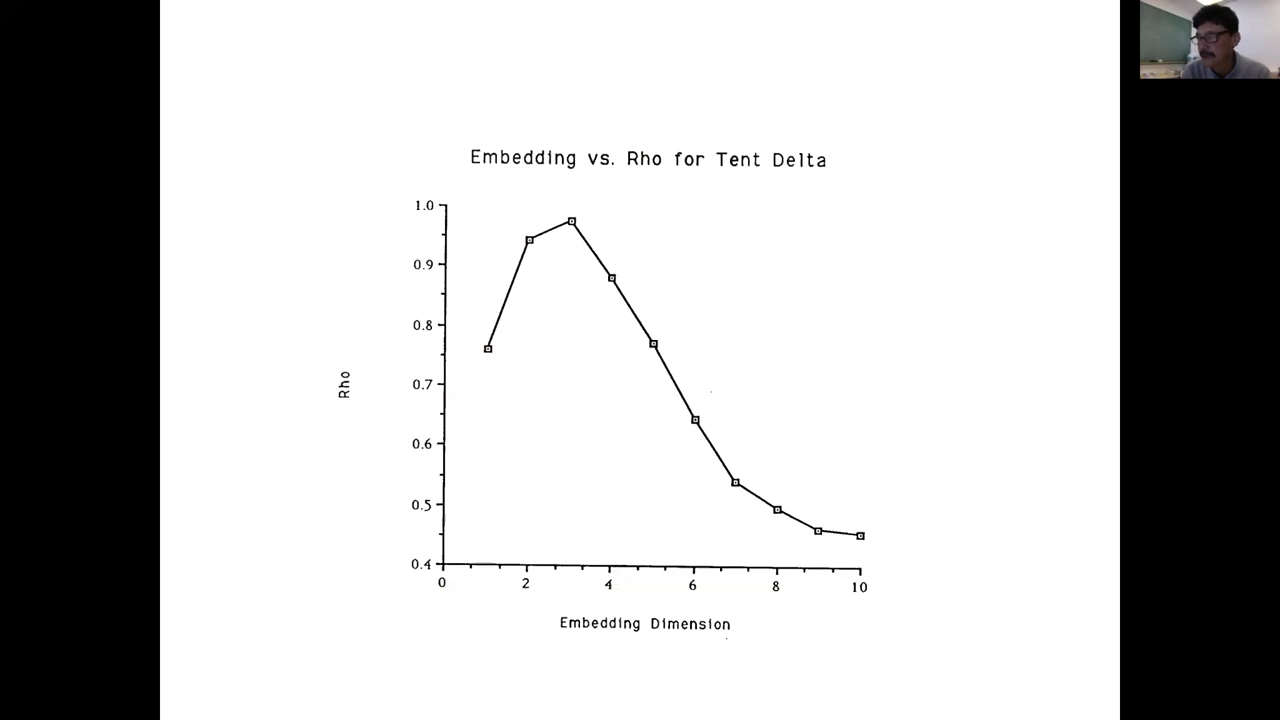 Embedding vs. Rho for Tent Delta
1.0
0.9
0.8
0.7
0.6
0.5
0.4
Rho
0 2 4 6 8 10
Embedding Dimension